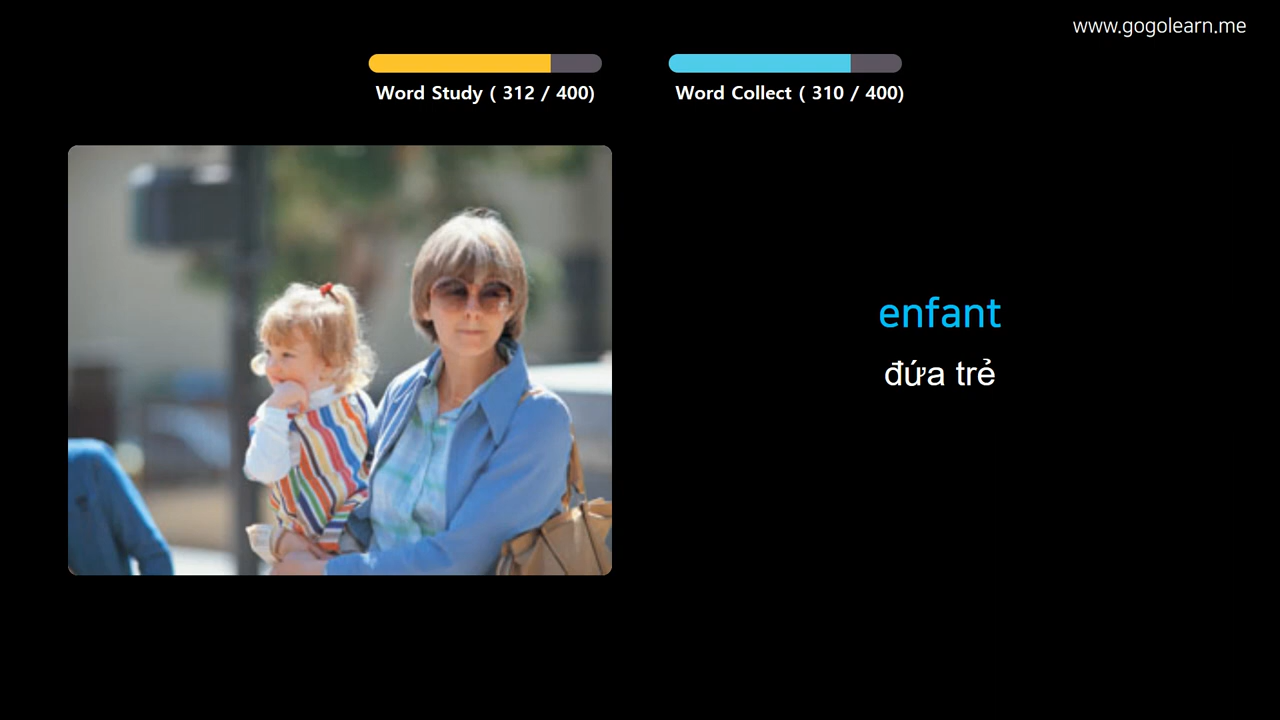 www.gogolearn.me
Word Study ( 312 / 400)
Word Collect ( 310 / 400)
enfant
đứa trẻ